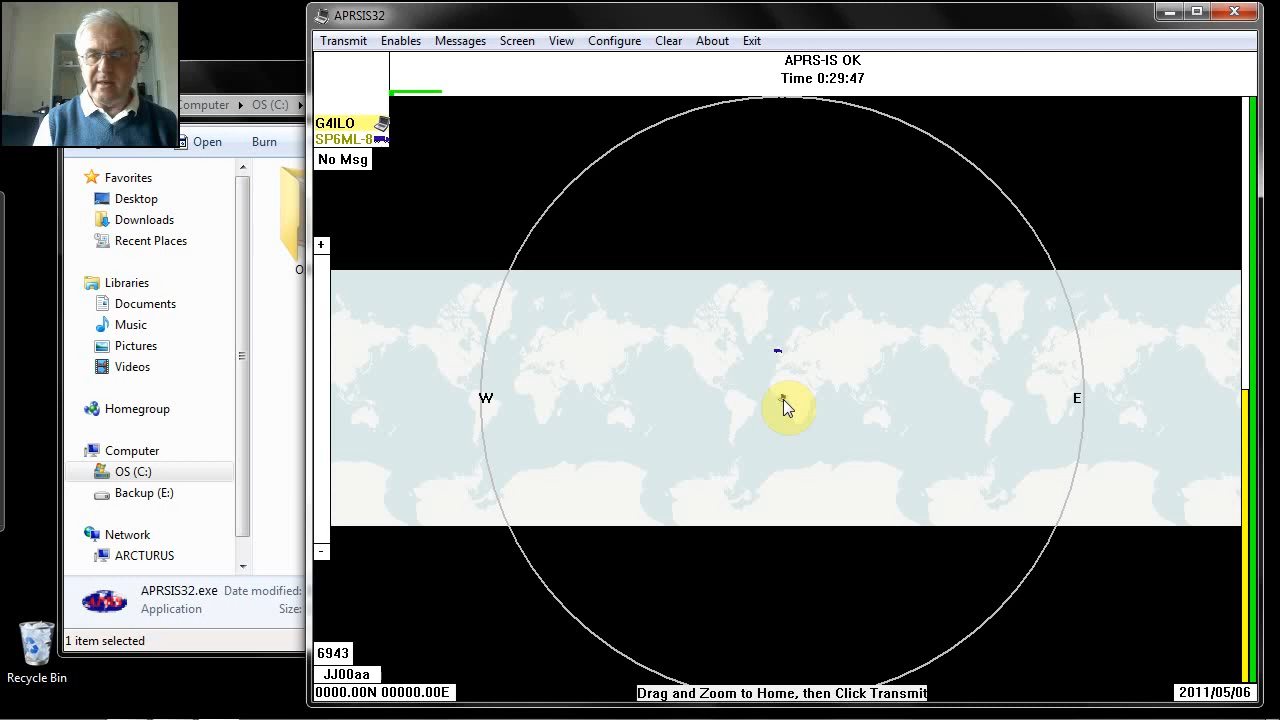 APRSIS32
Transmit Enables Messages Screen View Configure Clear About Exit
APRS-IS OK
Time 0:29:47
G4ILO
SP6ML-8
No Msg
+
W
E
-
6943
JJ00aa
0000.00N 00000.00E
Drag and Zoom to Home, then Click Transmit
2011/05/06
Computer OS (C:)
Open Burn
Favorites
Desktop
Downloads
Recent Places
Libraries
Documents
Music
Pictures
Videos
Homegroup
Computer
OS (C:)
Backup (E:)
Network
ARCTURUS
APRSIS32.exe Date modified:
Application Size:
1 item selected
Recycle Bin